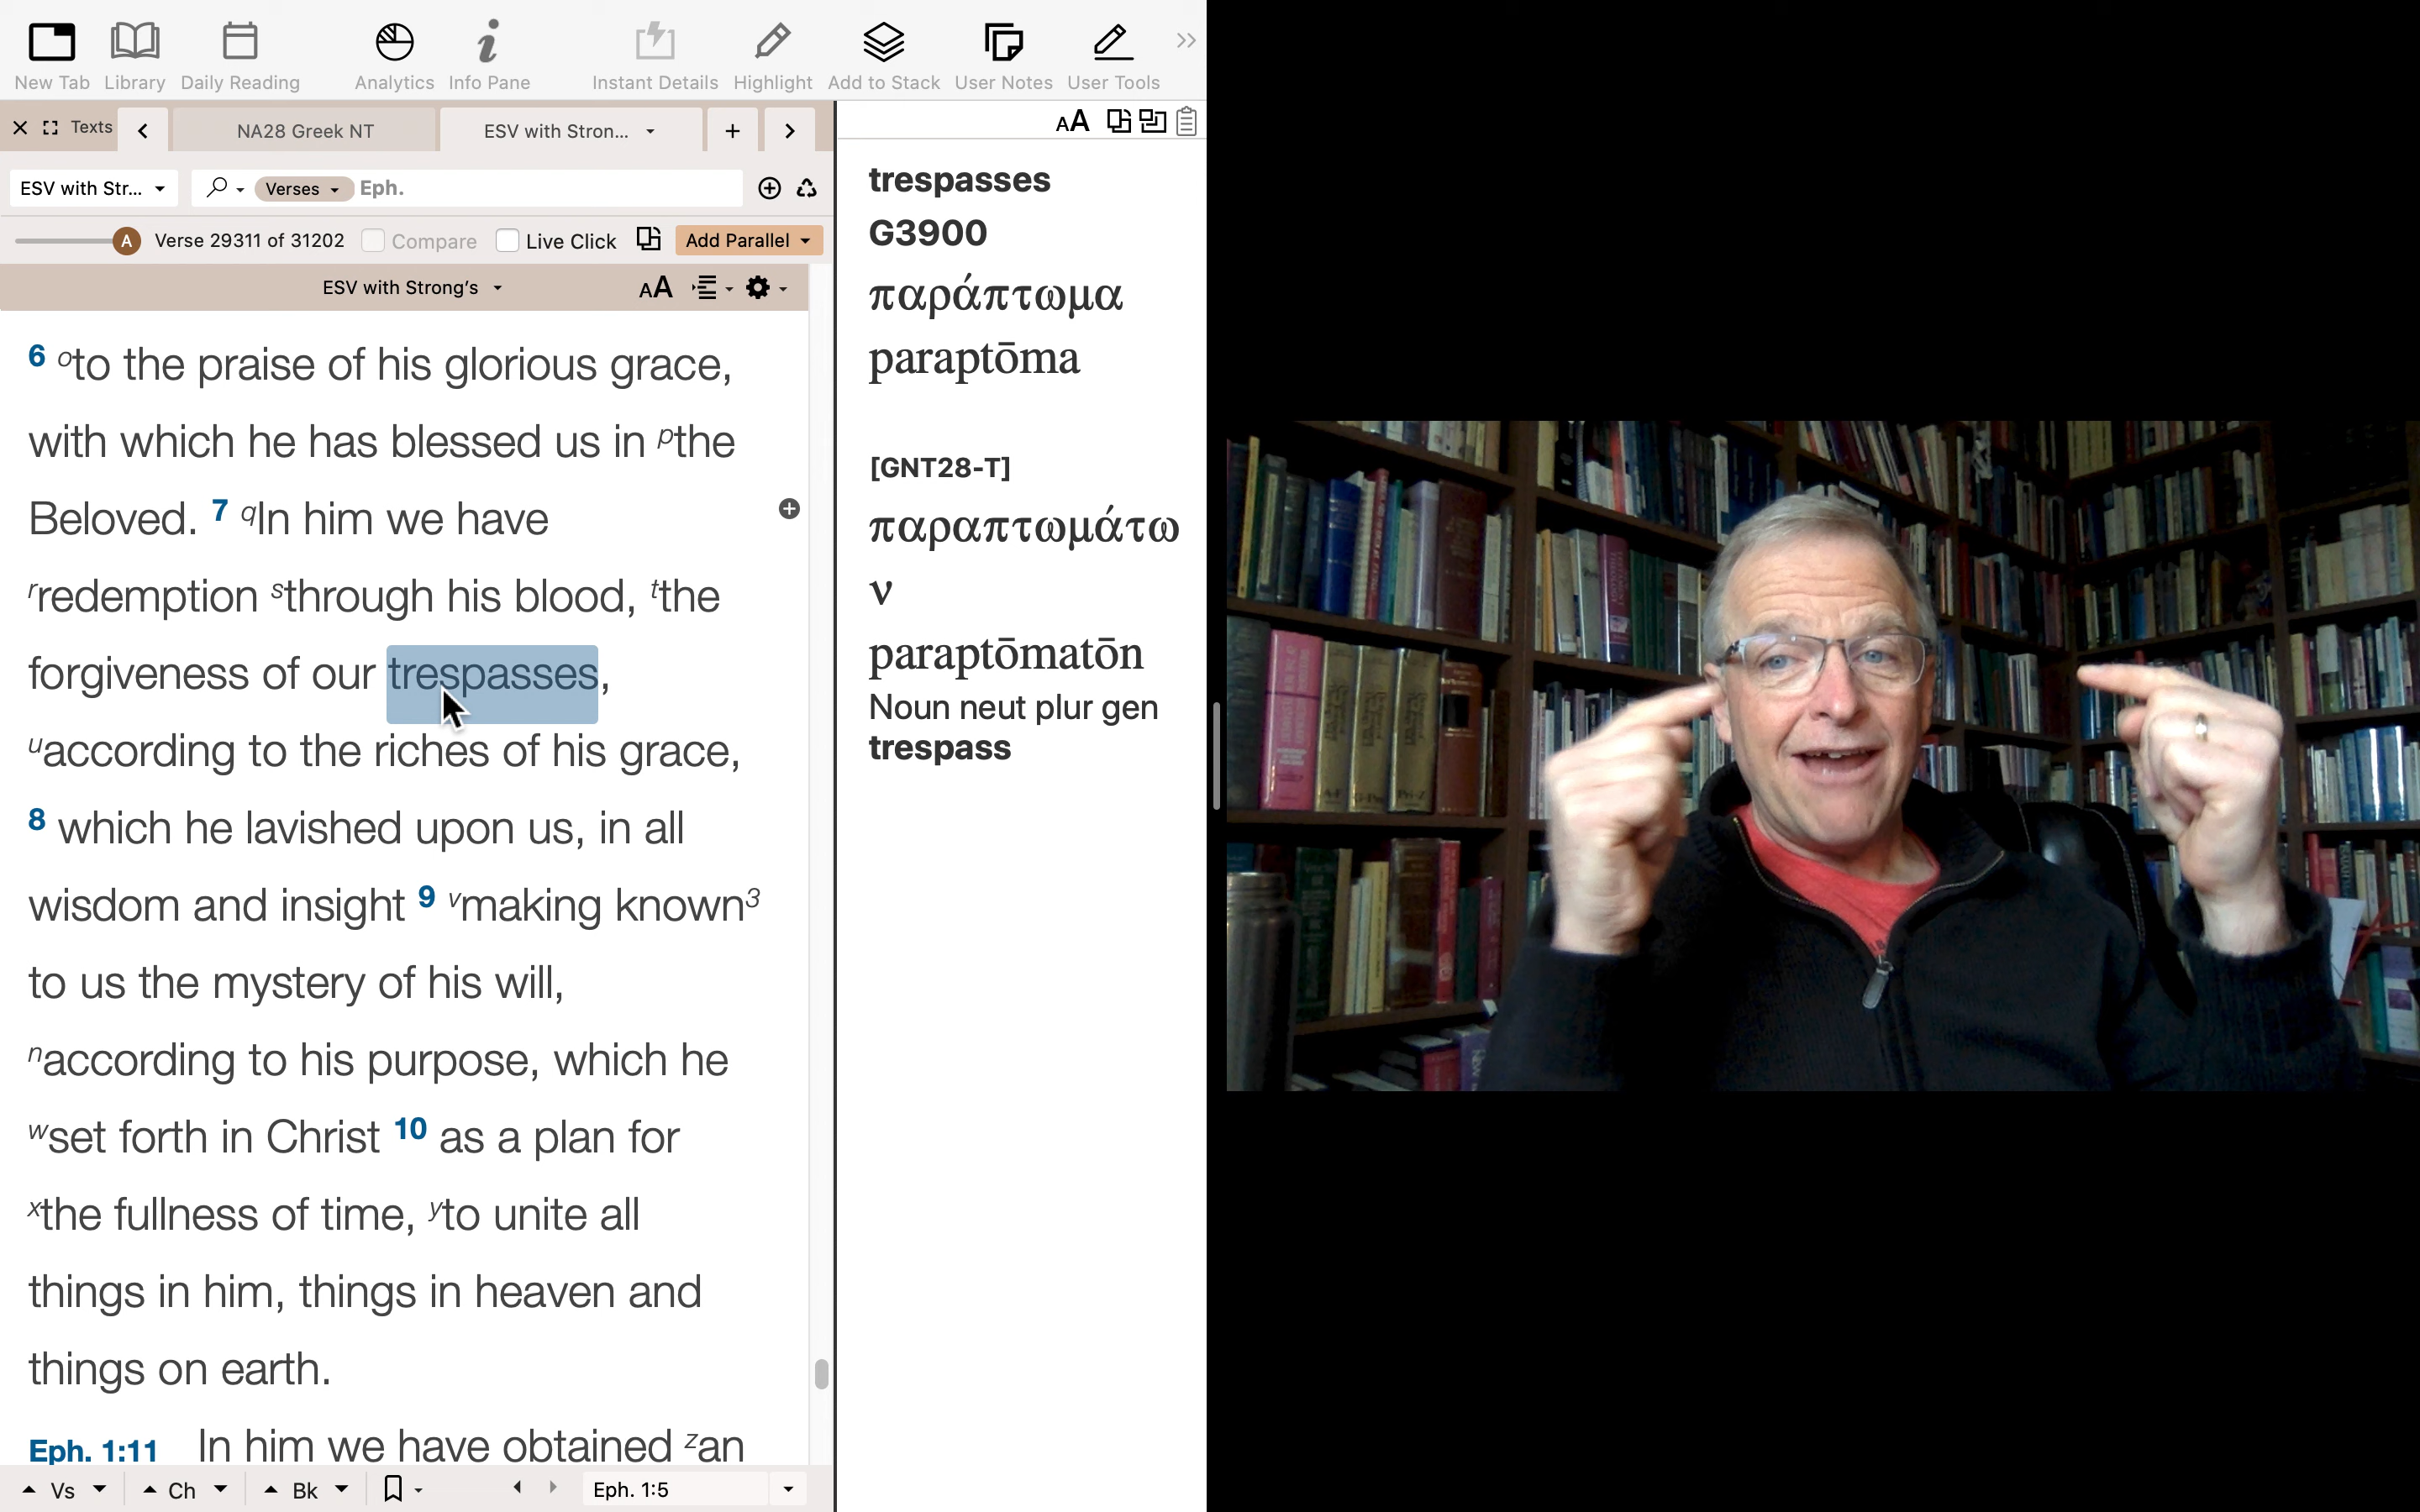 New Tab Library Daily Reading Analytics Info Pane Instant Details Highlight Add to Stack User Notes User Tools
Texts NA28 Greek NT ESV with Stron...
ESV with Str... Verses Eph.
A Verse 29311 of 31202 Compare Live Click Add Parallel
ESV with Strong's
6 oto the praise of his glorious grace,
with which he has blessed us in pthe
Beloved. 7 qIn him we have
rredemption sthrough his blood, tthe
forgiveness of our trespasses,
uaccording to the riches of his grace,
8 which he lavished upon us, in all
wisdom and insight 9 vmaking known3
to us the mystery of his will,
naccording to his purpose, which he
wset forth in Christ 10 as a plan for
xthe fullness of time, yto unite all
things in him, things in heaven and
things on earth.
Eph. 1:11 In him we have obtained zan
Vs Ch Bk Eph. 1:5
AA
trespasses
G3900
παράπτωμα
paraptōma
[GNT28-T]
παραπτωμάτω
ν
paraptōmatōn
Noun neut plur gen
trespass